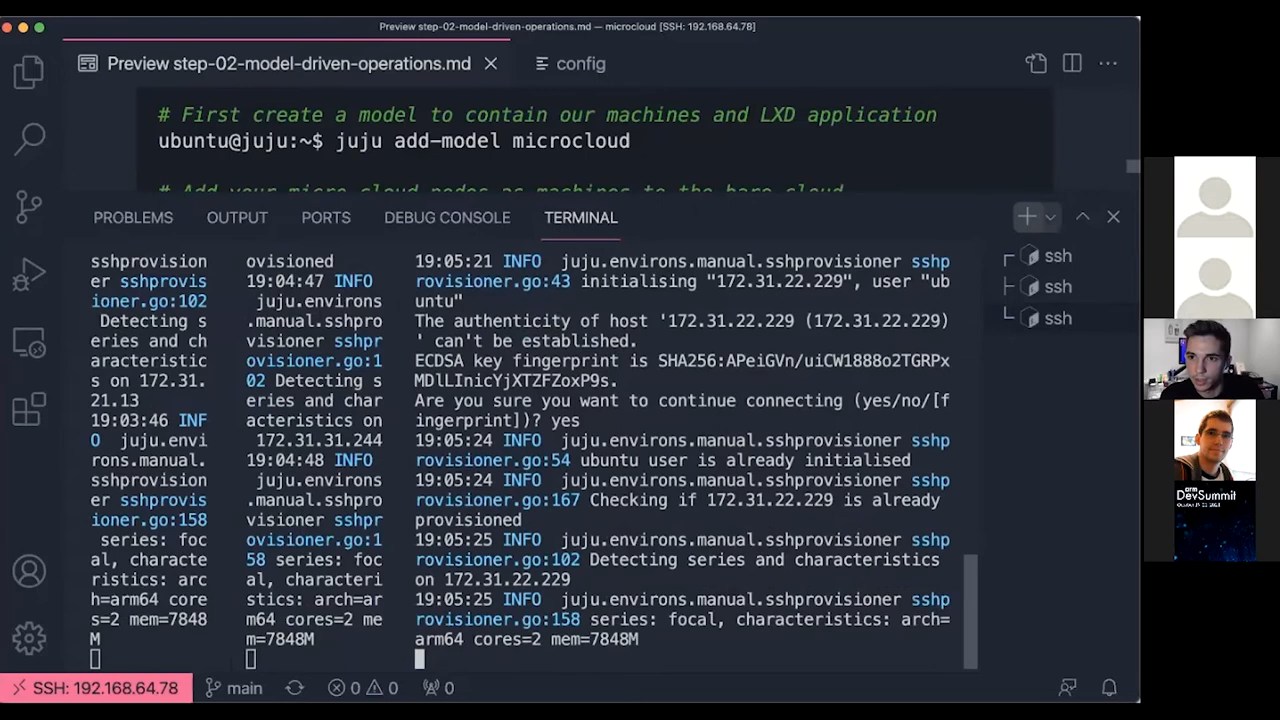 Preview step-02-model-driven-operations.md — microcloud [SSH: 192.168.64.78]
Preview step-02-model-driven-operations.md
config
# First create a model to contain our machines and LXD application
ubuntu@juju:~$ juju add-model microcloud
# Add your micro cloud nodes as machines to the bare cloud
PROBLEMS OUTPUT PORTS DEBUG CONSOLE TERMINAL
sshprovision
er sshprovis
ioner.go:102
Detecting s
eries and ch
aracteristic
s on 172.31.
21.13
19:03:46 INF
O juju.envi
rons.manual.
sshprovision
er sshprovis
ioner.go:158
series: foc
al, characte
ristics: arc
h=arm64 core
s=2 mem=7848
M
ovisioned
19:04:47 INFO
juju.environs
.manual.sshpro
visioner sshpr
ovisioner.go:1
02 Detecting s
eries and char
acteristics on
172.31.31.244
19:04:48 INFO
juju.environs
.manual.sshpro
visioner sshpr
ovisioner.go:1
58 series: foc
al, characteri
stics: arch=ar
m64 cores=2 me
m=7848M
19:05:21 INFO juju.environs.manual.sshprovisioner sshp
rovisioner.go:43 initialising "172.31.22.229", user "ub
untu"
The authenticity of host '172.31.22.229 (172.31.22.229)
' can't be established.
ECDSA key fingerprint is SHA256:APeiGVn/uiCW1888o2TGRPx
MDlLInicYjXTZFZoxP9s.
Are you sure you want to continue connecting (yes/no/[f
ingerprint])? yes
19:05:24 INFO juju.environs.manual.sshprovisioner sshp
rovisioner.go:54 ubuntu user is already initialised
19:05:24 INFO juju.environs.manual.sshprovisioner sshp
rovisioner.go:167 Checking if 172.31.22.229 is already
provisioned
19:05:25 INFO juju.environs.manual.sshprovisioner sshp
rovisioner.go:102 Detecting series and characteristics
on 172.31.22.229
19:05:25 INFO juju.environs.manual.sshprovisioner sshp
rovisioner.go:158 series: focal, characteristics: arch=
arm64 cores=2 mem=7848M
ssh
ssh
ssh
arm
DevSummit
SSH: 192.168.64.78 main 0 0 0